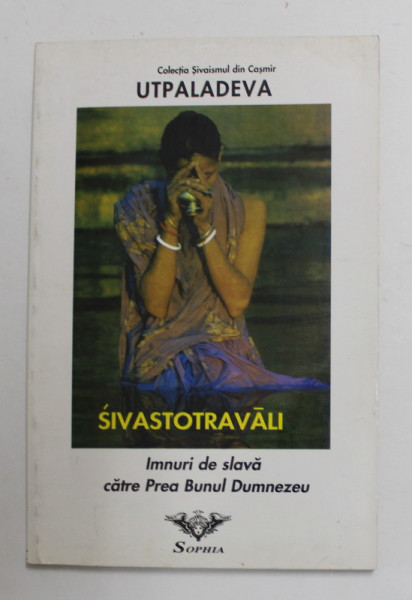 Colecția Șivaismul din Cașmir
UTPALADEVA
ŚIVASTOTRAVĀLI
Imnuri de slavă
către Prea Bunul Dumnezeu
SOPHIA